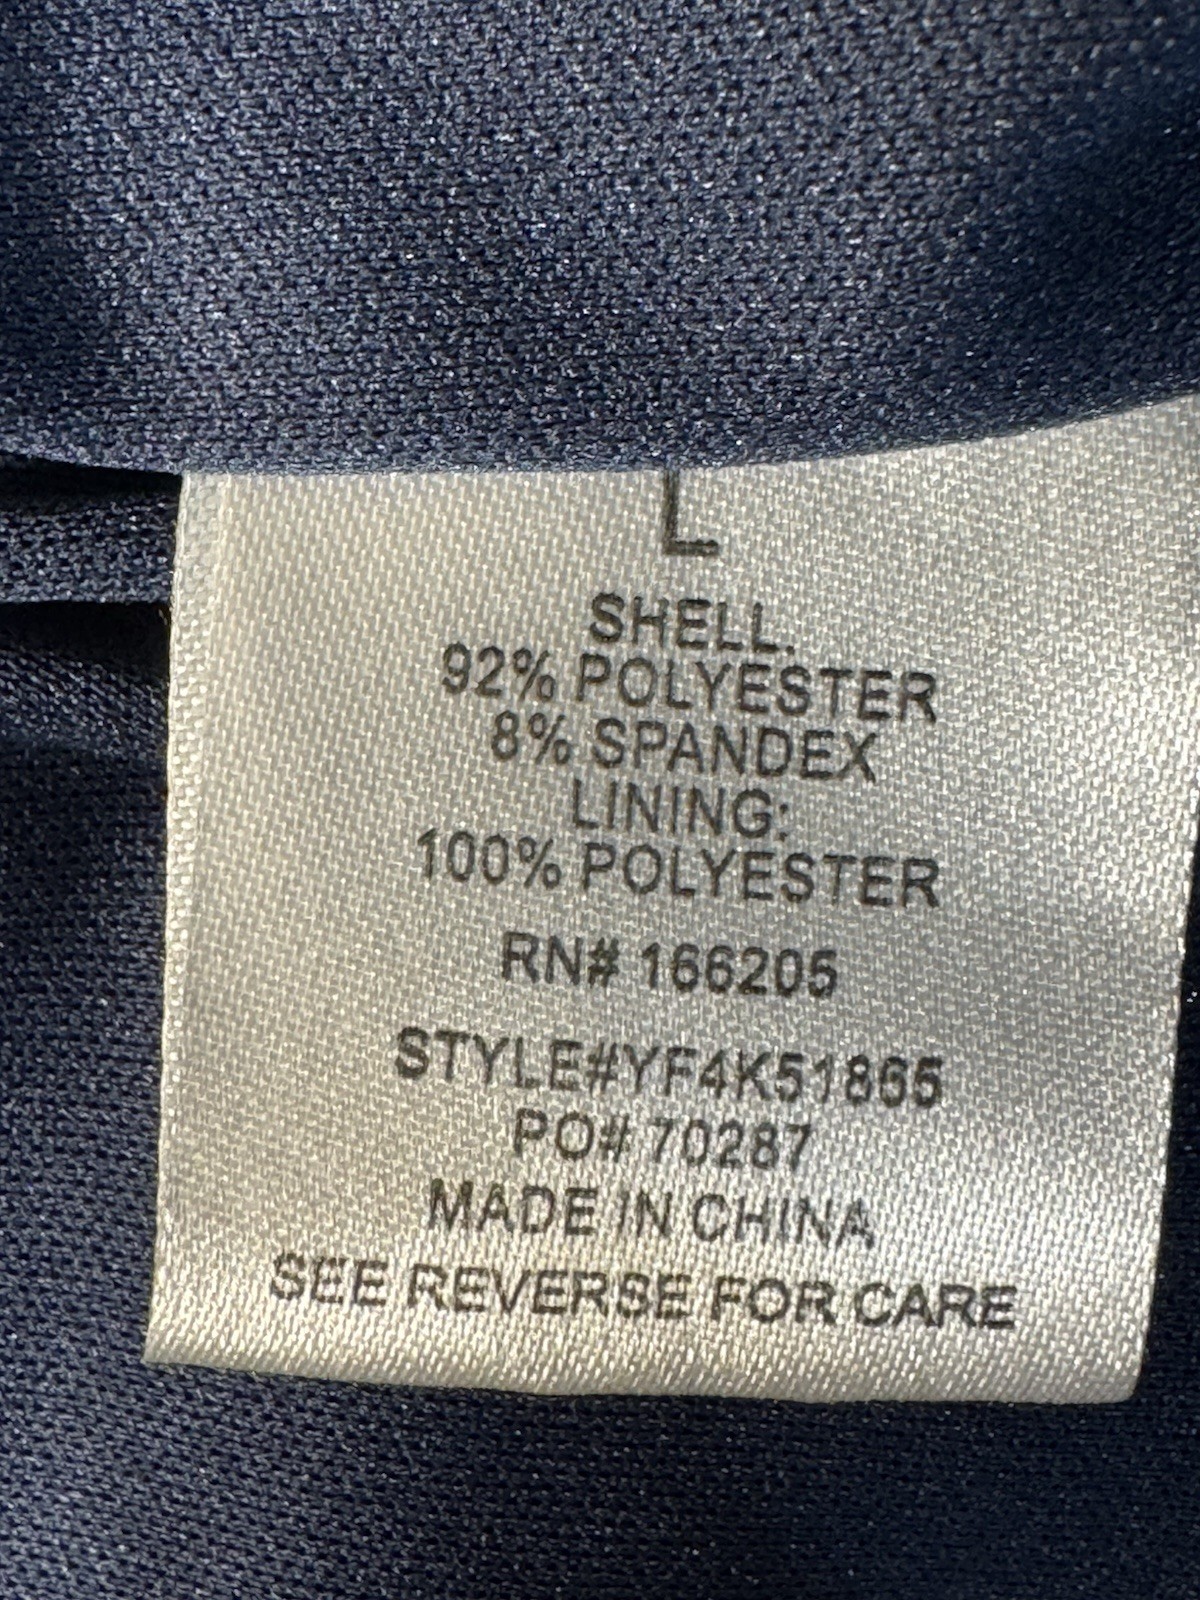 L
SHELL:
92% POLYESTER
8% SPANDEX
LINING:
100% POLYESTER
RN# 166205
STYLE#YF4K51865
PO# 70287
MADE IN CHINA
SEE REVERSE FOR CARE